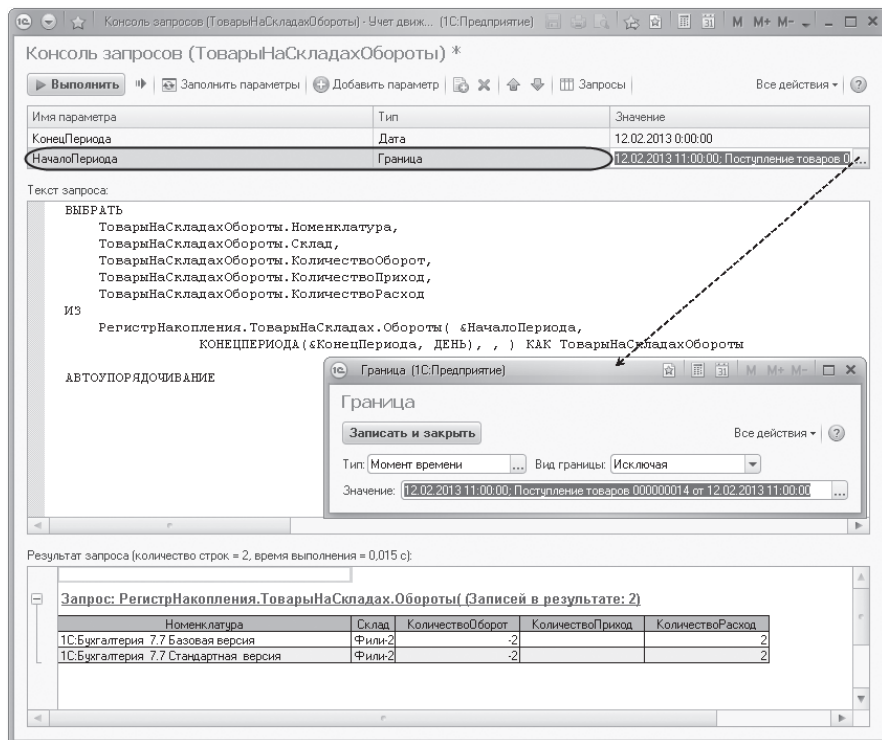 Консоль запросов (ТоварыНаСкладахОбороты) - Учет движ... (1С:Предприятие) M M+ M-
Консоль запросов (ТоварыНаСкладахОбороты) *
Выполнить Заполнить параметры Добавить параметр Запросы Все действия
Имя параметра Тип Значение
КонецПериода Дата 12.02.2013 0:00:00
НачалоПериода Граница 12.02.2013 11:00:00; Поступление товаров 0 ...
Текст запроса:
ВЫБРАТЬ
ТоварыНаСкладахОбороты.Номенклатура,
ТоварыНаСкладахОбороты.Склад,
ТоварыНаСкладахОбороты.КоличествоОборот,
ТоварыНаСкладахОбороты.КоличествоПриход,
ТоварыНаСкладахОбороты.КоличествоРасход
ИЗ
РегистрНакопления.ТоварыНаСкладах.Обороты( &НачалоПериода,
КОНЕЦПЕРИОДА(&КонецПериода, ДЕНЬ), , ) КАК ТоварыНаСкладахОбороты
АВТОУПОРЯДОЧИВАНИЕ
Граница (1С:Предприятие) M M+ M-
Граница
Записать и закрыть Все действия
Тип: Момент времени ... Вид границы: Исключая
Значение: 12.02.2013 11:00:00; Поступление товаров 000000014 от 12.02.2013 11:00:00 ...
Результат запроса (количество строк = 2, время выполнения = 0,015 с):
Запрос: РегистрНакопления.ТоварыНаСкладах.Обороты( (Записей в результате: 2)
Номенклатура Склад КоличествоОборот КоличествоПриход КоличествоРасход
1С:Бухгалтерия 7.7 Базовая версия Фили-2 -2 2
1С:Бухгалтерия 7.7 Стандартная версия Фили-2 -2 2